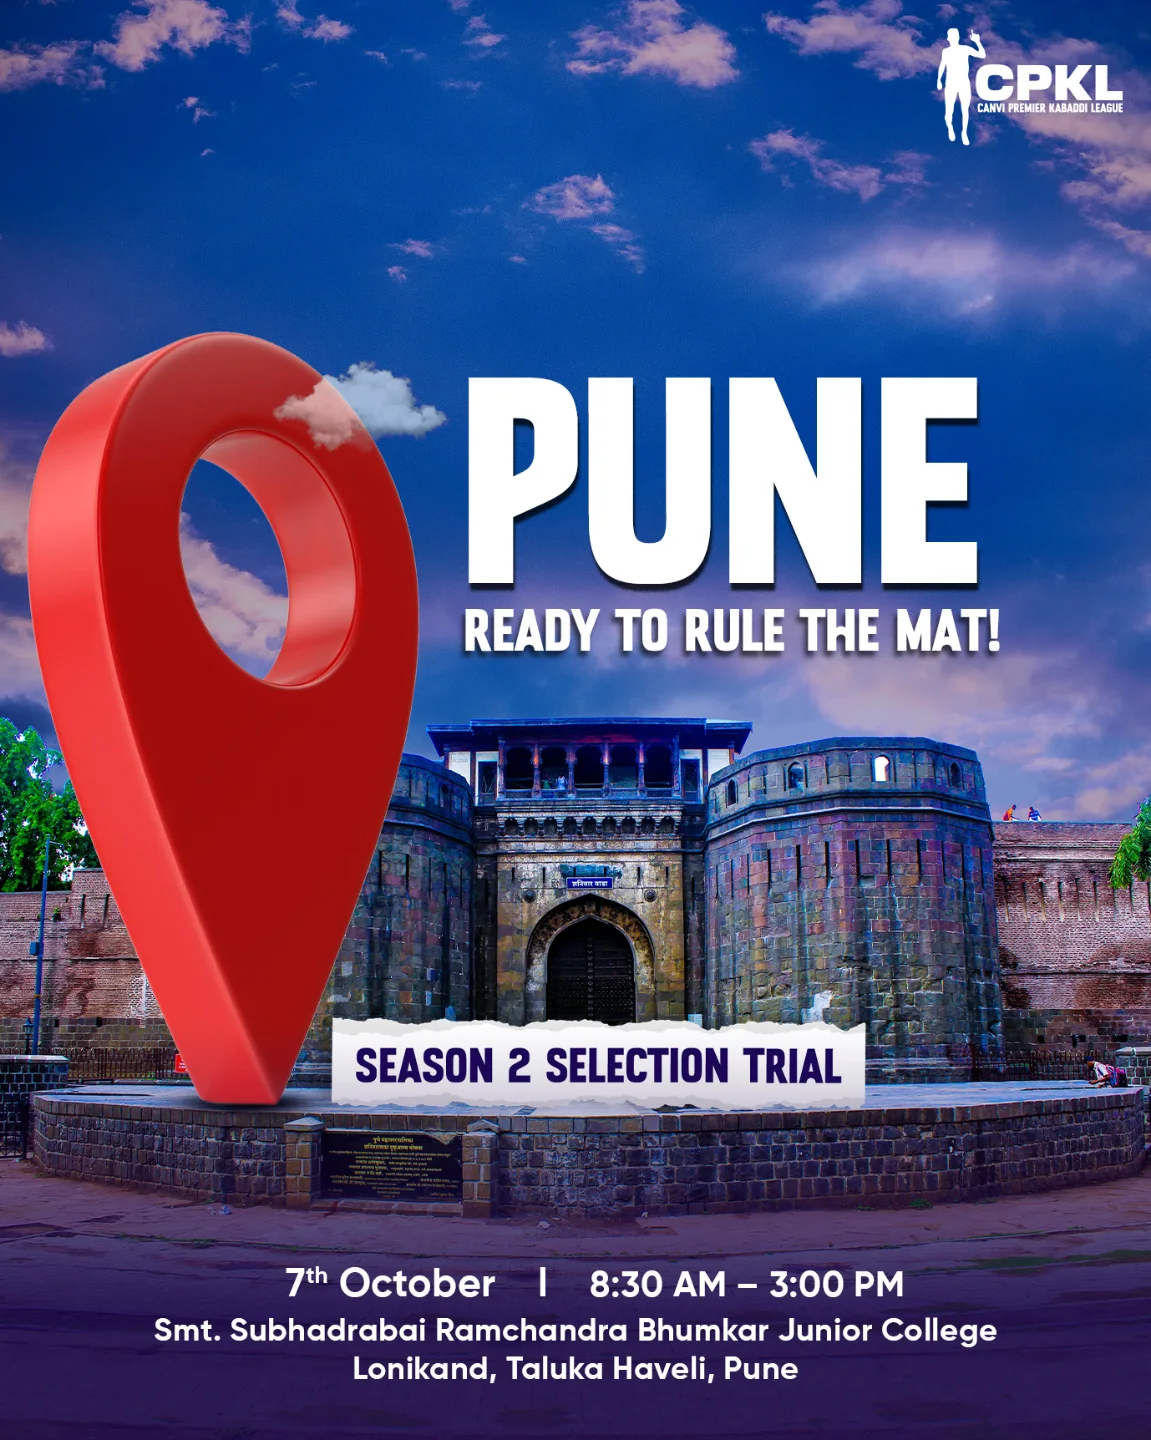 CPKL
CANVI PREMIER KABADDI LEAGUE
PUNE
READY TO RULE THE MAT!
शनिवार वाडा
SEASON 2 SELECTION TRIAL
7th October | 8:30 AM – 3:00 PM
Smt. Subhadrabai Ramchandra Bhumkar Junior College
Lonikand, Taluka Haveli, Pune